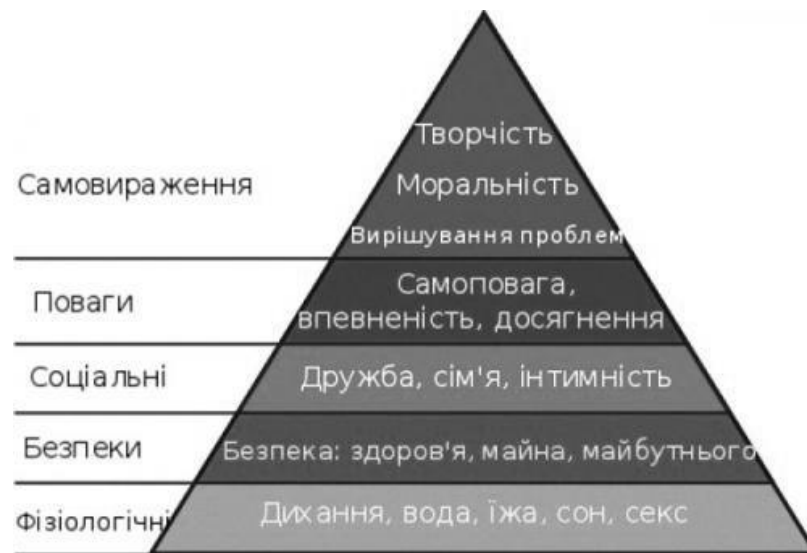 Творчість
Самовираження
Моральність
Вирішування проблем
Поваги
Самоповага,
впевненість, досягнення
Соціальні
Дружба, сім'я, інтимність
Безпеки
Безпека: здоров'я, майна, майбутнього
Фізіологічні
Дихання, вода, їжа, сон, секс